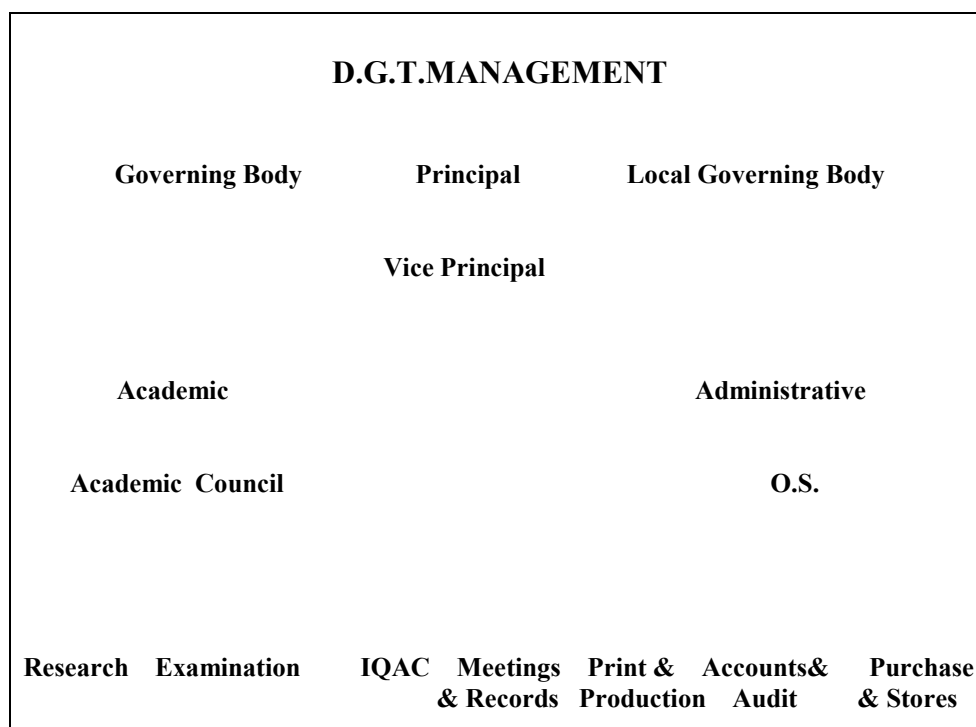 D.G.T.MANAGEMENT
Governing Body Principal Local Governing Body
Vice Principal
Academic Administrative
Academic Council O.S.
Research Examination IQAC Meetings Print & Accounts& Purchase
& Records Production Audit & Stores